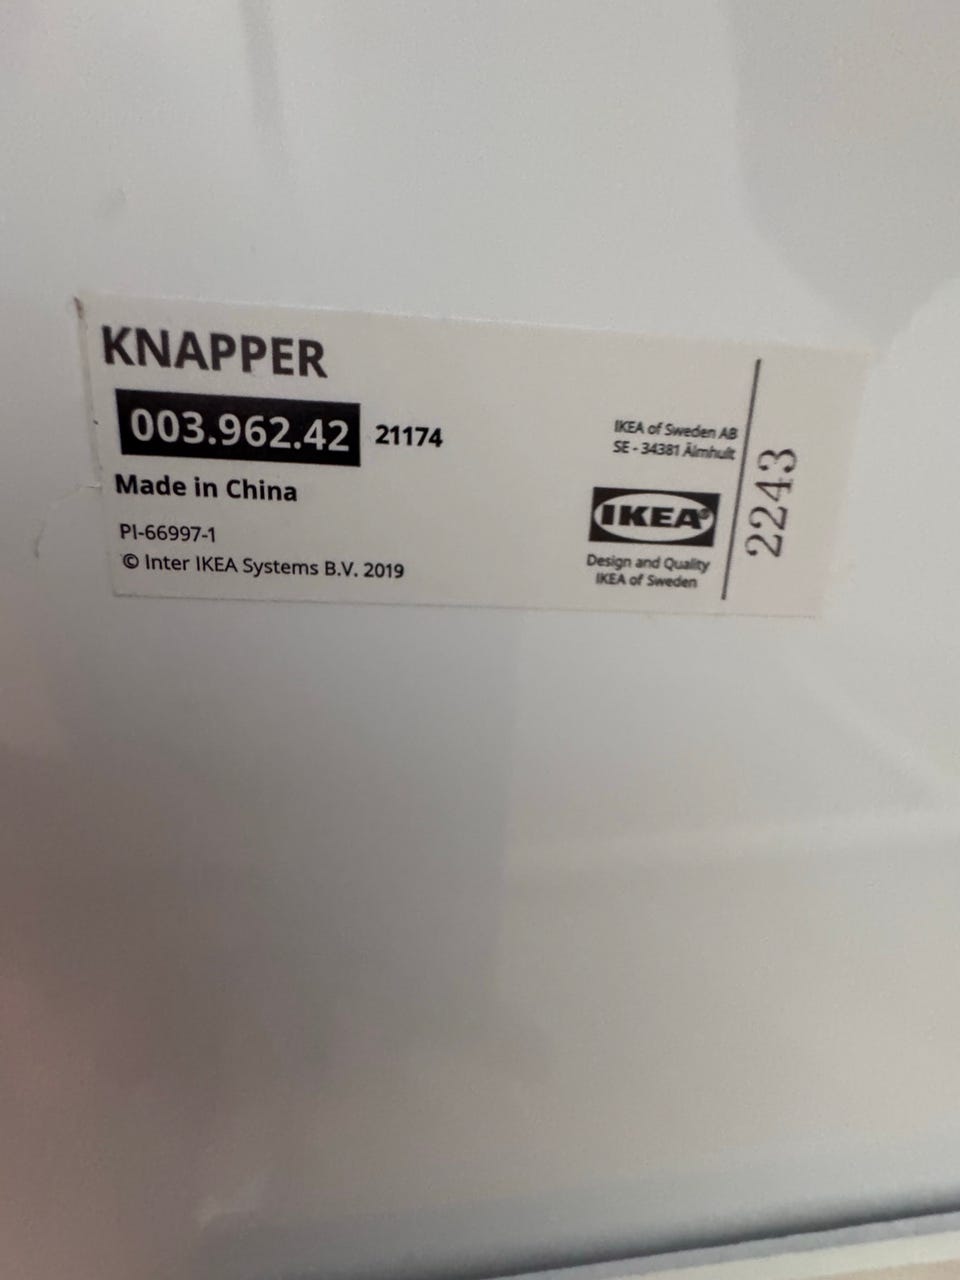 KNAPPER
003.962.42 21174
Made in China
PI-66997-1
© Inter IKEA Systems B.V. 2019
IKEA of Sweden AB
SE - 34381 Älmhult
IKEA®
Design and Quality
IKEA of Sweden
2243